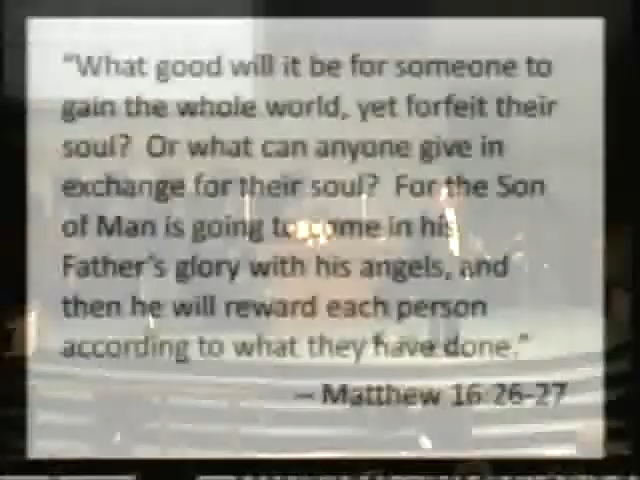 “What good will it be for someone to
gain the whole world, yet forfeit their
soul?  Or what can anyone give in
exchange for their soul?  For the Son
of Man is going to come in his
Father’s glory with his angels, and
then he will reward each person
according to what they have done.”
– Matthew 16:26-27